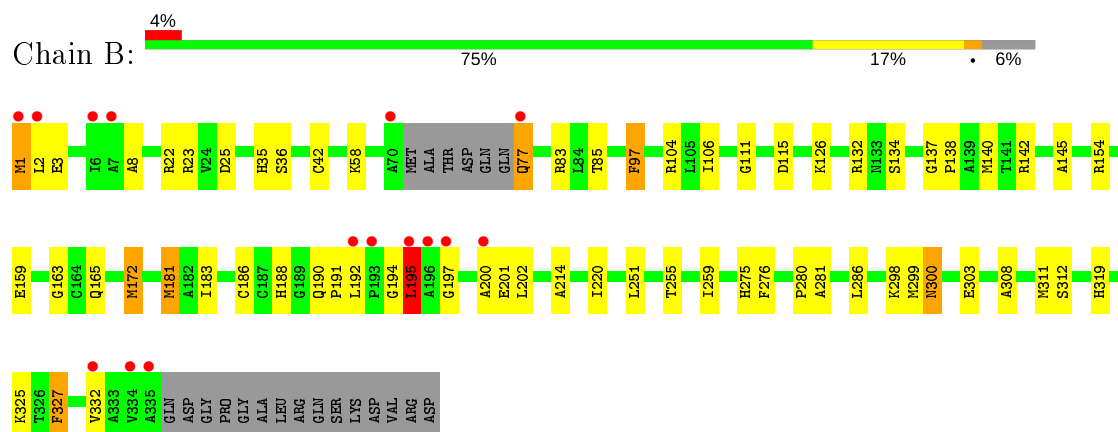 4%
Chain B:
75% 17% • 6%
M1 L2 E3 I6 A7 A8 R22 R23 V24 D25 H35 S36 C42 K58 A70 MET ALA THR ASP GLN GLN Q77 R83 L84 T85 F97 R104 L105 I106 G111 D115 K126 R132 N133 S134 G137 P138 A139 M140 T141 R142 A145 R154
E159 G163 C164 Q165 M172 M181 A182 I183 C186 C187 H188 G189 Q190 P191 L192 P193 G194 L195 A196 G197 A200 E201 L202 A214 I220 L251 T255 I259 H275 F276 P280 A281 L286 K298 M299 N300 E303 A308 M311 S312 H319
K325 T326 F327 V332 A333 V334 A335 GLN ASP GLY PRO GLY ALA LEU ARG GLN SER LYS ASP VAL ARG ASP